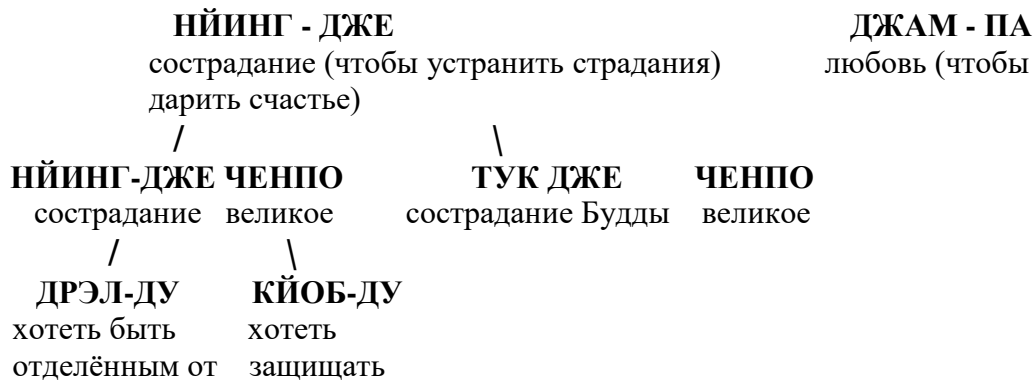 НЙИНГ - ДЖЕ ДЖАМ - ПА
сострадание (чтобы устранить страдания) любовь (чтобы
дарить счастье)
/ \
НЙИНГ-ДЖЕ ЧЕНПО ТУК ДЖЕ ЧЕНПО
сострадание великое сострадание Будды великое
/ \
ДРЭЛ-ДУ КЙОБ-ДУ
хотеть быть хотеть
отделённым от защищать